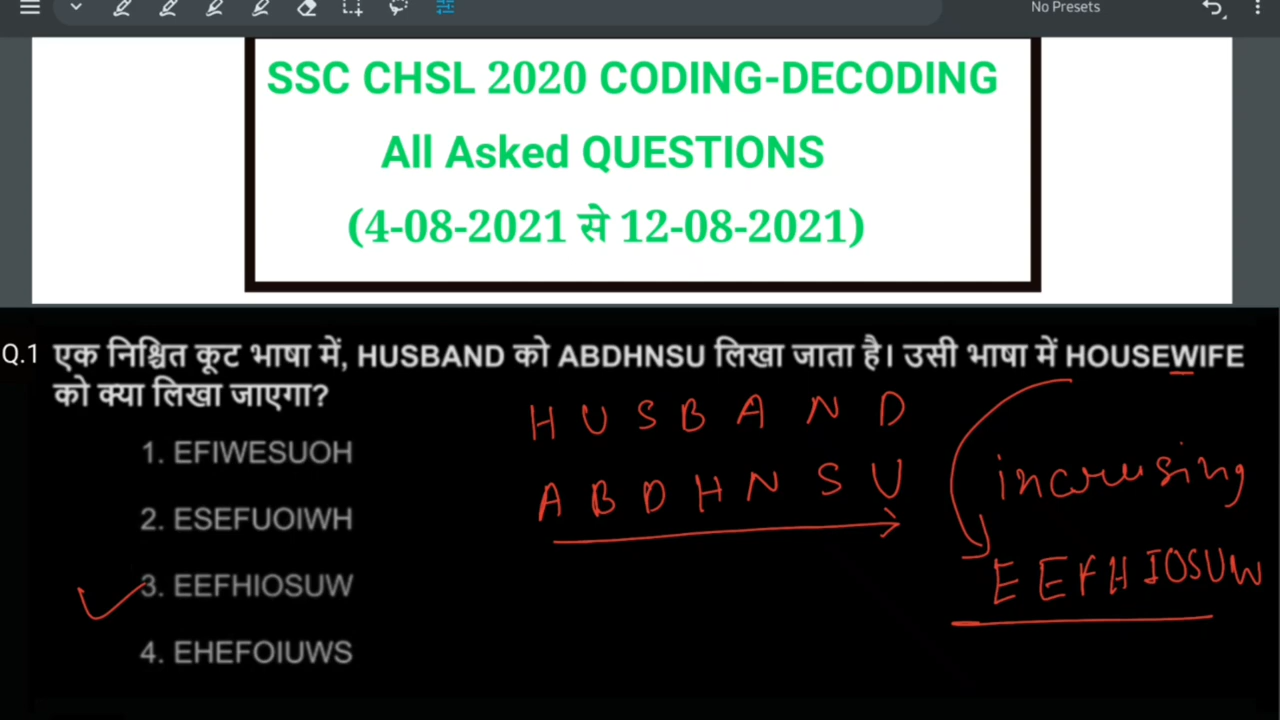 No Presets
SSC CHSL 2020 CODING-DECODING
All Asked QUESTIONS
(4-08-2021 से 12-08-2021)
Q.1 एक निश्चित कूट भाषा में, HUSBAND को ABDHNSU लिखा जाता है। उसी भाषा में HOUSEWIFE
को क्या लिखा जाएगा?
H U S B A N D
1. EFIWESUOH
increasing
A B D H N S U
2. ESEFUOIWH
3. EEFHIOSUW
E E F H I O S U W
4. EHEFOIUWS